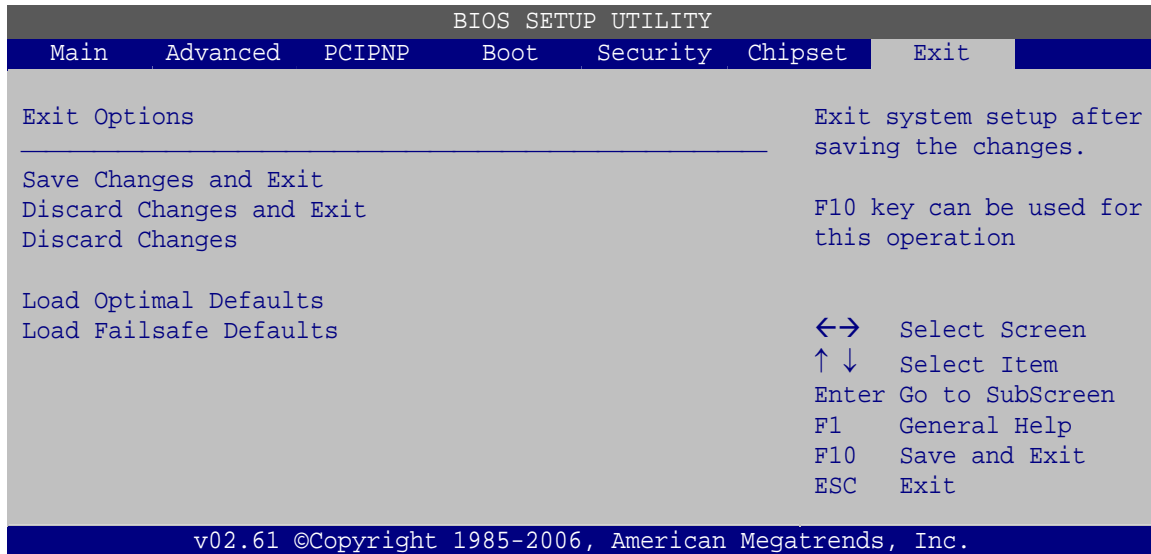 BIOS SETUP UTILITY
Main Advanced PCIPNP Boot Security Chipset Exit
Exit Options
Save Changes and Exit
Discard Changes and Exit
Discard Changes
Load Optimal Defaults
Load Failsafe Defaults
Exit system setup after
saving the changes.
F10 key can be used for
this operation
←→ Select Screen
↑ ↓ Select Item
Enter Go to SubScreen
F1 General Help
F10 Save and Exit
ESC Exit
v02.61 ©Copyright 1985-2006, American Megatrends, Inc.